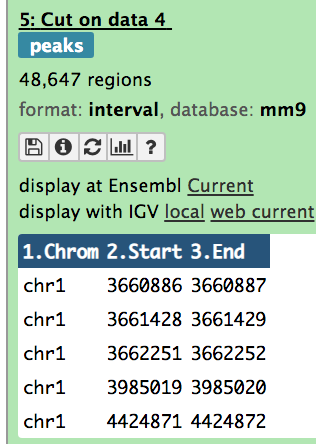 5: Cut on data 4
peaks
48,647 regions
format: interval, database: mm9
?
display at Ensembl Current
display with IGV local web current
1.Chrom 2.Start 3.End
chr1 3660886 3660887
chr1 3661428 3661429
chr1 3662251 3662252
chr1 3985019 3985020
chr1 4424871 4424872